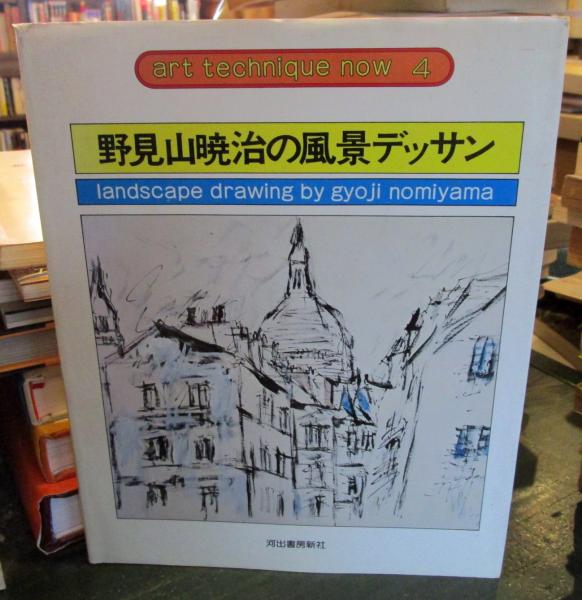 art technique now 4
野見山暁治の風景デッサン
landscape drawing by gyoji nomiyama
河出書房新社